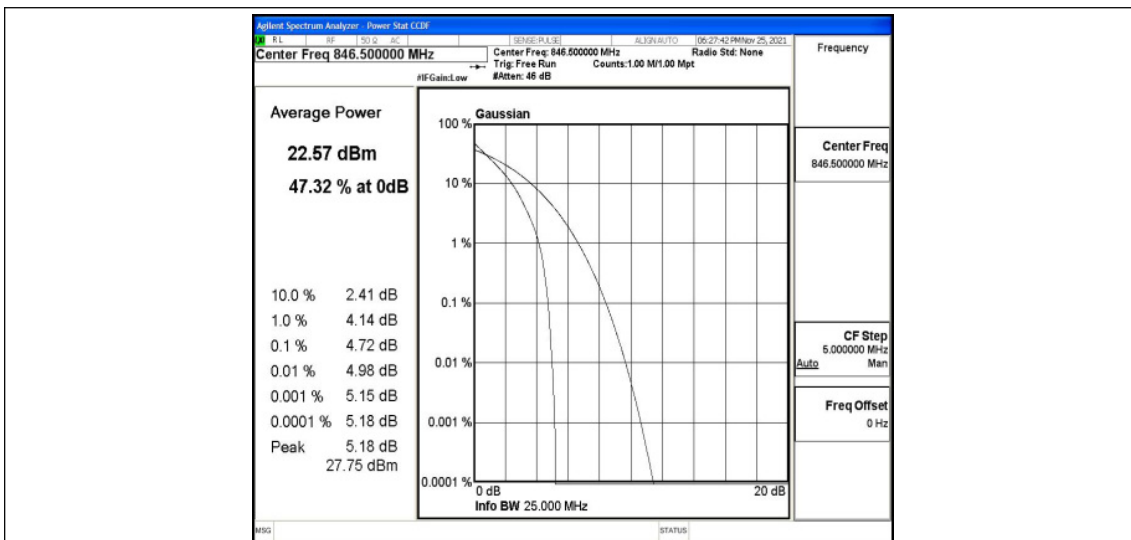 Agilent Spectrum Analyzer - Power Stat CCDF
RL RF 50 Ω AC SENSE:PULSE ALIGNAUTO 06:27:42 PMNov 25, 2021
Center Freq 846.500000 MHz
Center Freq: 846.500000 MHz Radio Std: None
Trig: Free Run Counts:1.00 M/1.00 Mpt
#IFGain:Low #Atten: 46 dB
Frequency
Average Power
22.57 dBm
47.32 % at 0dB
10.0 % 2.41 dB
1.0 % 4.14 dB
0.1 % 4.72 dB
0.01 % 4.98 dB
0.001 % 5.15 dB
0.0001 % 5.18 dB
Peak 5.18 dB
27.75 dBm
Gaussian
100 %
10 %
1 %
0.1 %
0.01 %
0.001 %
0.0001 %
0 dB 20 dB
Info BW 25.000 MHz
Center Freq
846.500000 MHz
CF Step
5.000000 MHz
Auto Man
Freq Offset
0 Hz
MSG STATUS